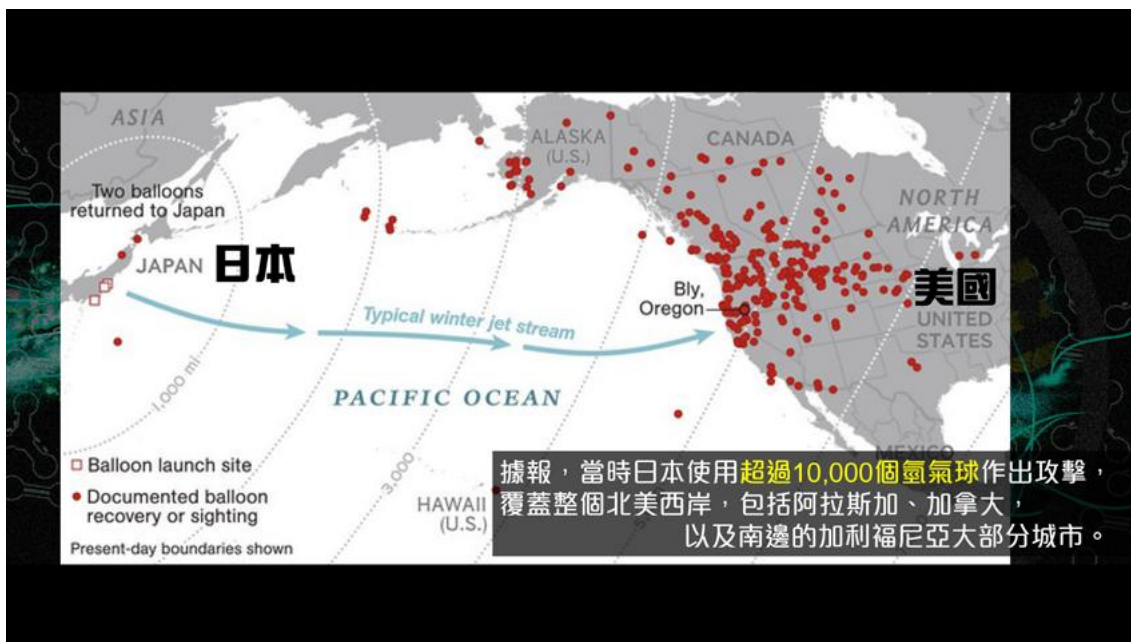 ASIA
ALASKA
(U.S.)
CANADA
Two balloons
returned to Japan
NORTH
AMERICA
JAPAN
日本
Bly,
Oregon
美國
UNITED
STATES
Typical winter jet stream
1,000 mi
PACIFIC OCEAN
MEXICO
Balloon launch site
3,000
Documented balloon
recovery or sighting
HAWAII
(U.S.)
Present-day boundaries shown
據報，當時日本使用超過10,000個氫氣球作出攻擊，
覆蓋整個北美西岸，包括阿拉斯加、加拿大，
以及南邊的加利福尼亞大部分城市。